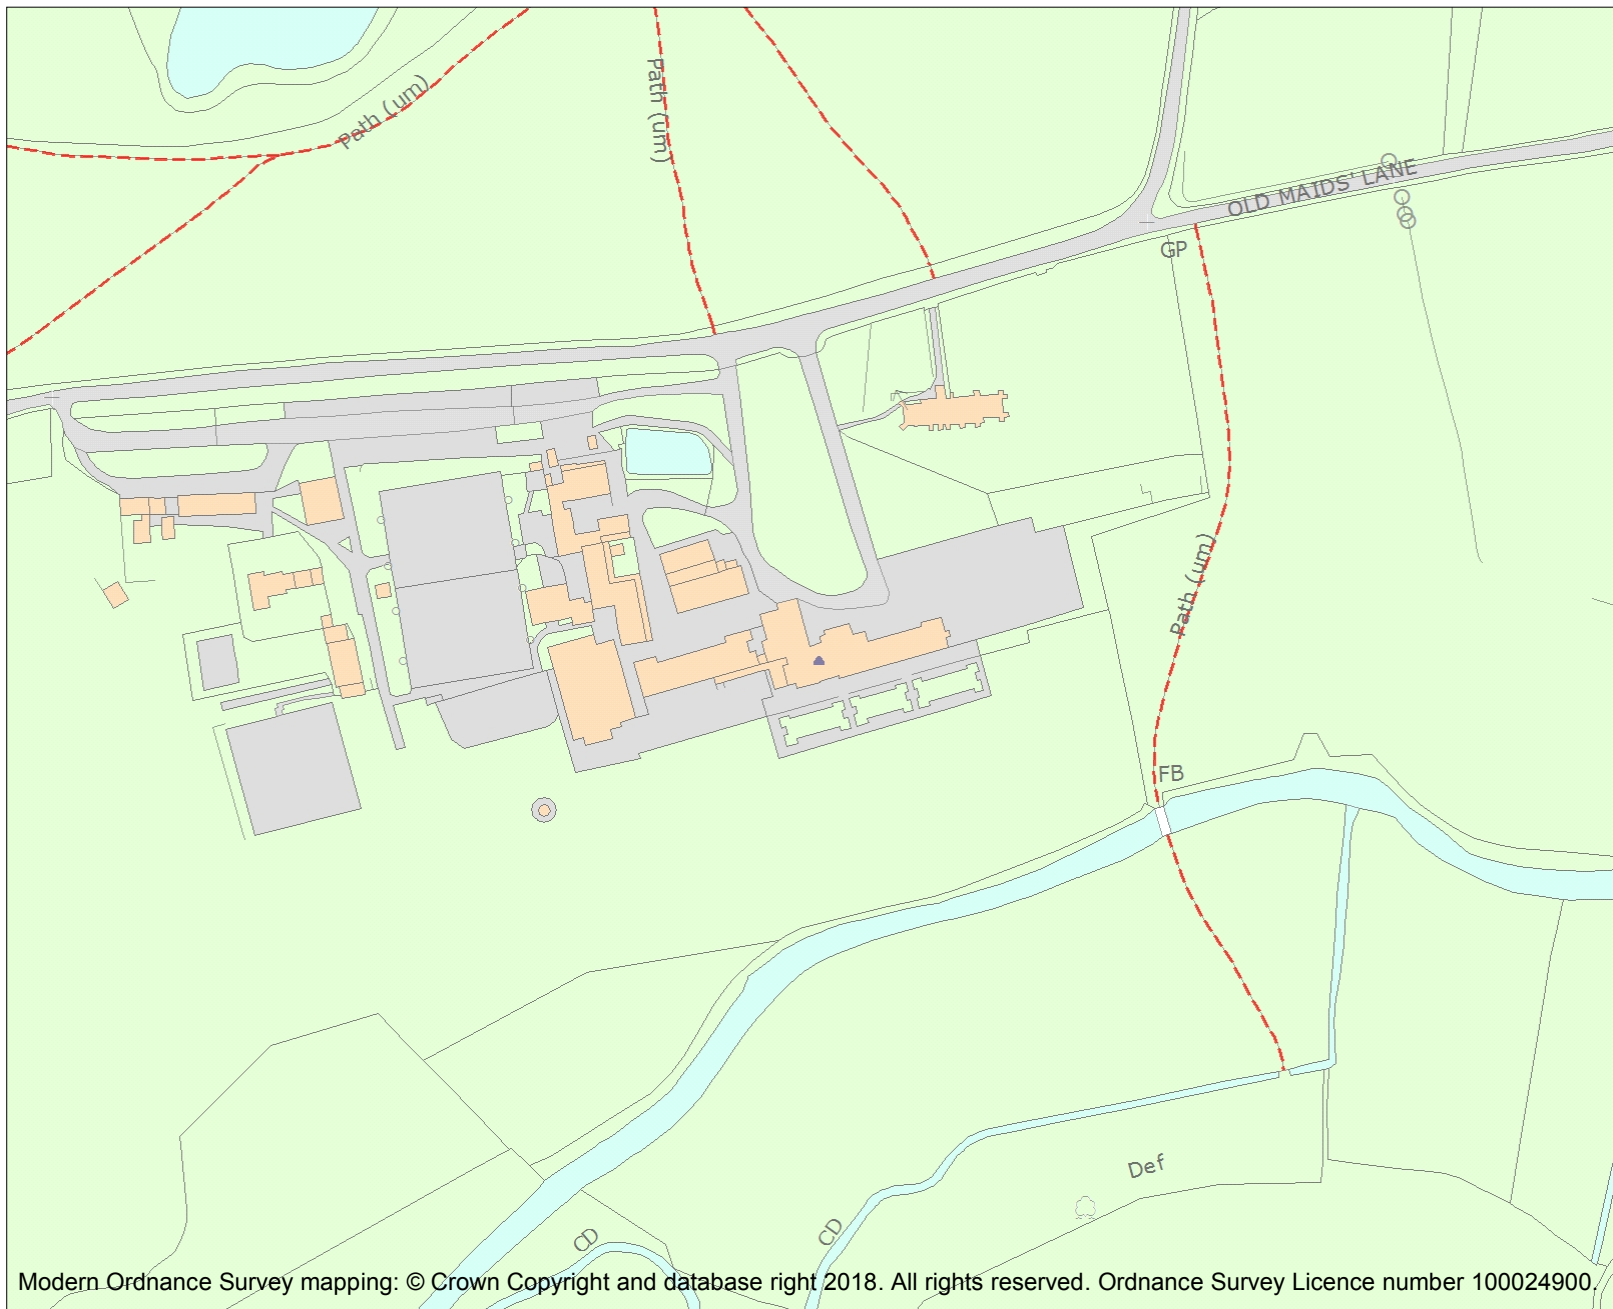 Path (um)
Path (um)
OLD MAIDS' LANE
GP
Path (um)
FB
Def
CD
CD
Modern Ordnance Survey mapping: © Crown Copyright and database right 2018. All rights reserved. Ordnance Survey Licence number 100024900.